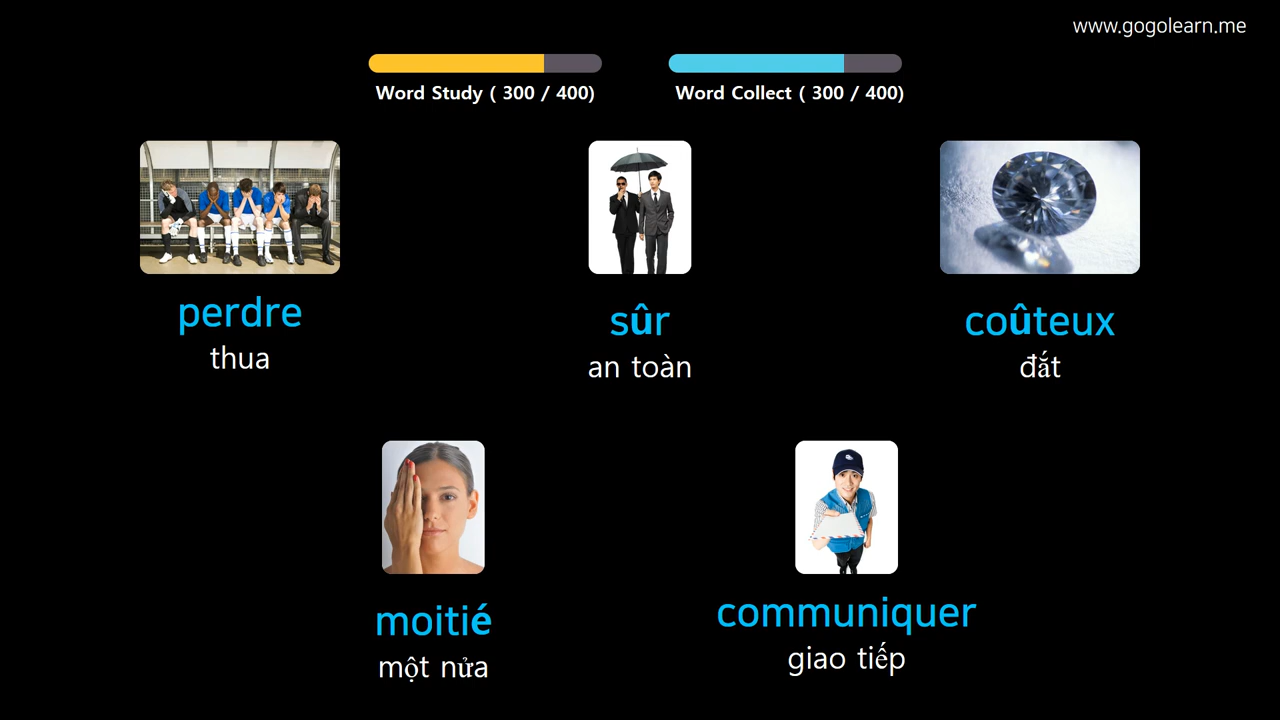 www.gogolearn.me
Word Study ( 300 / 400)
Word Collect ( 300 / 400)
perdre
thua
sûr
an toàn
coûteux
đắt
moitié
một nửa
communiquer
giao tiếp